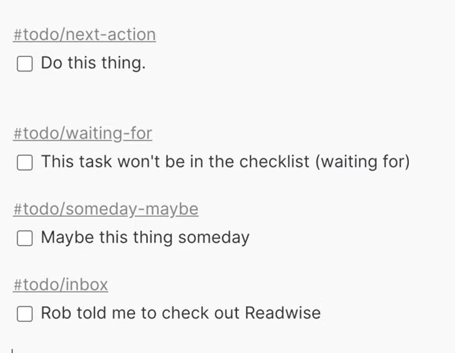 #todo/next-action
Do this thing.
#todo/waiting-for
This task won't be in the checklist (waiting for)
#todo/someday-maybe
Maybe this thing someday
#todo/inbox
Rob told me to check out Readwise